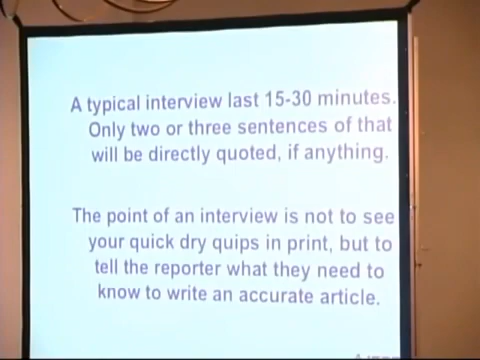 A typical interview last 15-30 minutes.
Only two or three sentences of that
will be directly quoted, if anything.
The point of an interview is not to see
your quick dry quips in print, but to
tell the reporter what they need to
know to write an accurate article.